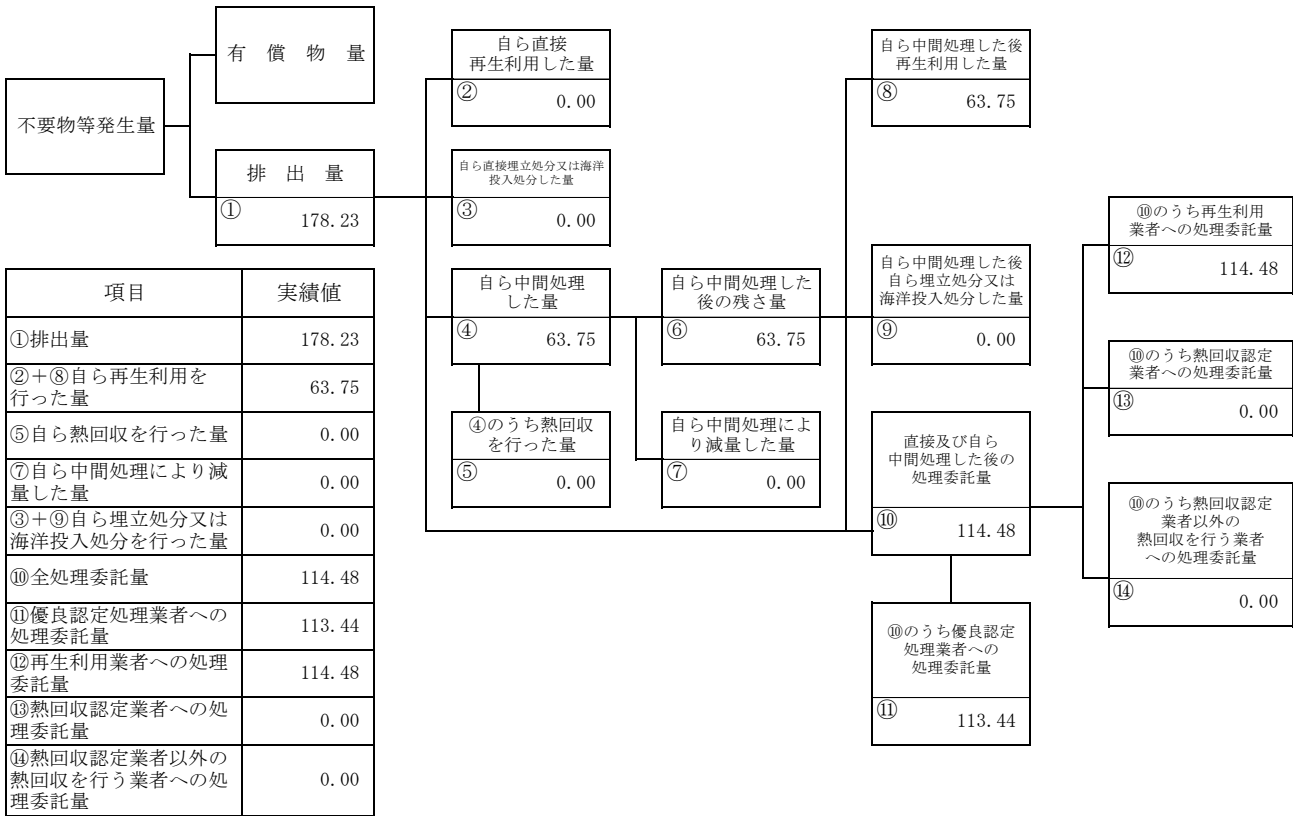 不要物等発生量
有 償 物 量
排 出 量
① 178.23
自ら直接
再生利用した量
② 0.00
自ら直接埋立処分又は海洋
投入処分した量
③ 0.00
自ら中間処理
した量
④ 63.75
④のうち熱回収
を行った量
⑤ 0.00
自ら中間処理した
後の残さ量
⑥ 63.75
自ら中間処理によ
り減量した量
⑦ 0.00
自ら中間処理した後
再生利用した量
⑧ 63.75
自ら中間処理した後
自ら埋立処分又は
海洋投入処分した量
⑨ 0.00
直接及び自ら
中間処理した後の
処理委託量
⑩ 114.48
⑩のうち優良認定
処理業者への
処理委託量
⑪ 113.44
⑩のうち再生利用
業者への処理委託量
⑫ 114.48
⑩のうち熱回収認定
業者への処理委託量
⑬ 0.00
⑩のうち熱回収認定
業者以外の
熱回収を行う業者
への処理委託量
⑭ 0.00
項目 実績値
①排出量 178.23
②+⑧自ら再生利用を
行った量 63.75
⑤自ら熱回収を行った量 0.00
⑦自ら中間処理により減
量した量 0.00
③+⑨自ら埋立処分又は
海洋投入処分を行った量 0.00
⑩全処理委託量 114.48
⑪優良認定処理業者への
処理委託量 113.44
⑫再生利用業者への処理
委託量 114.48
⑬熱回収認定業者への処
理委託量 0.00
⑭熱回収認定業者以外の
熱回収を行う業者への処
理委託量 0.00